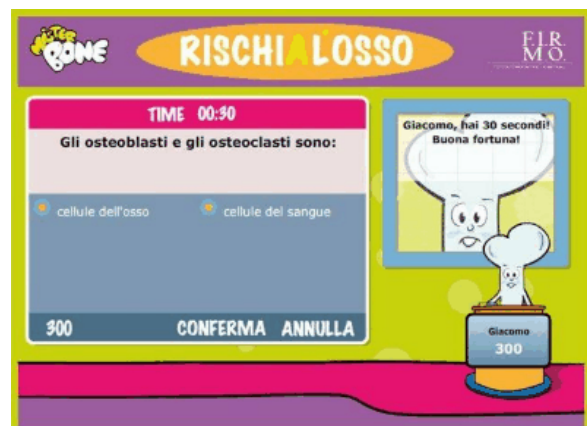 Mister
BONE
RISCHIALOSSO
F.I.R.
M.O.
TIME 00:30
Gli osteoblasti e gli osteoclasti sono:
cellule dell'osso
cellule del sangue
300
CONFERMA ANNULLA
Giacomo, hai 30 secondi!
Buona fortuna!
Giacomo
300